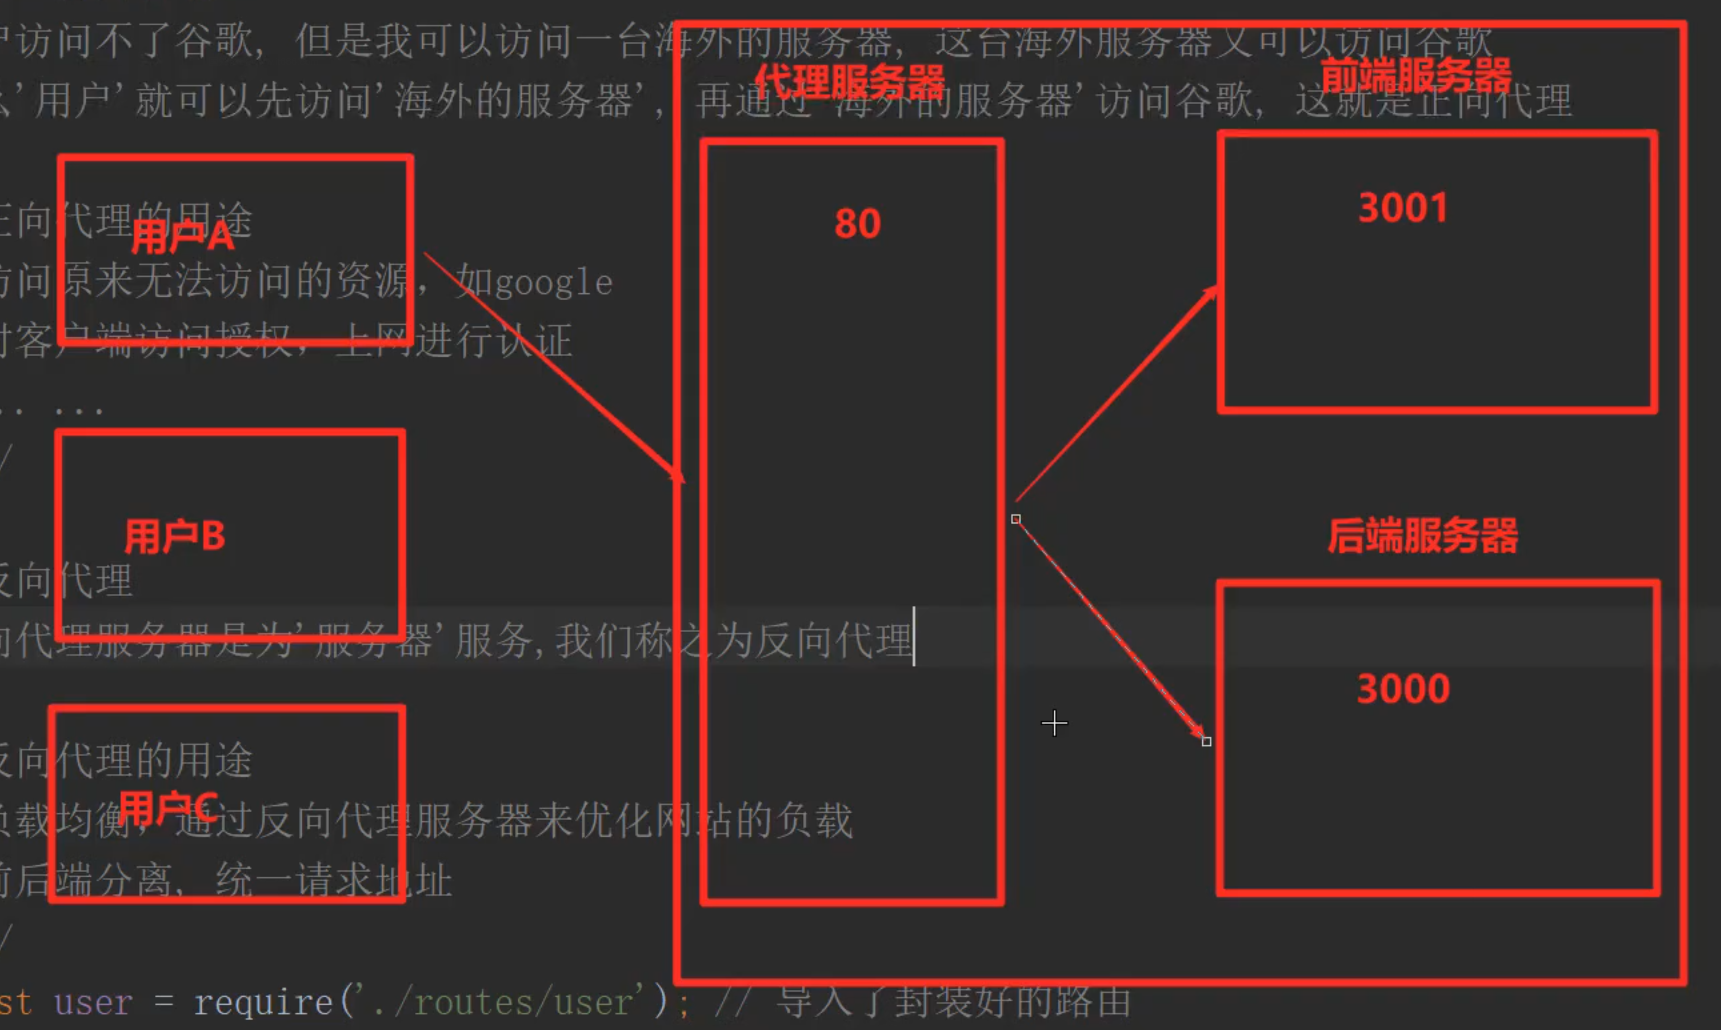 户访问不了谷歌, 但是我可以访问一台海外的服务器, 这台海外服务器又可以访问谷歌
么'用户'就可以先访问'海外的服务器', 再通过'海外的服务器'访问谷歌, 这就是正向代理
代理服务器
前端服务器
80
3001
正向代理的用途
用户A
访问原来无法访问的资源, 如google
对客户端访问授权, 上网进行认证
.. ...
/
用户B
后端服务器
反向代理
向代理服务器是为'服务器'服务,我们称之为反向代理
3000
反向代理的用途
用户C
负载均衡, 通过反向代理服务器来优化网站的负载
前后端分离, 统一请求地址
/
st user = require('./routes/user'); // 导入了封装好的路由